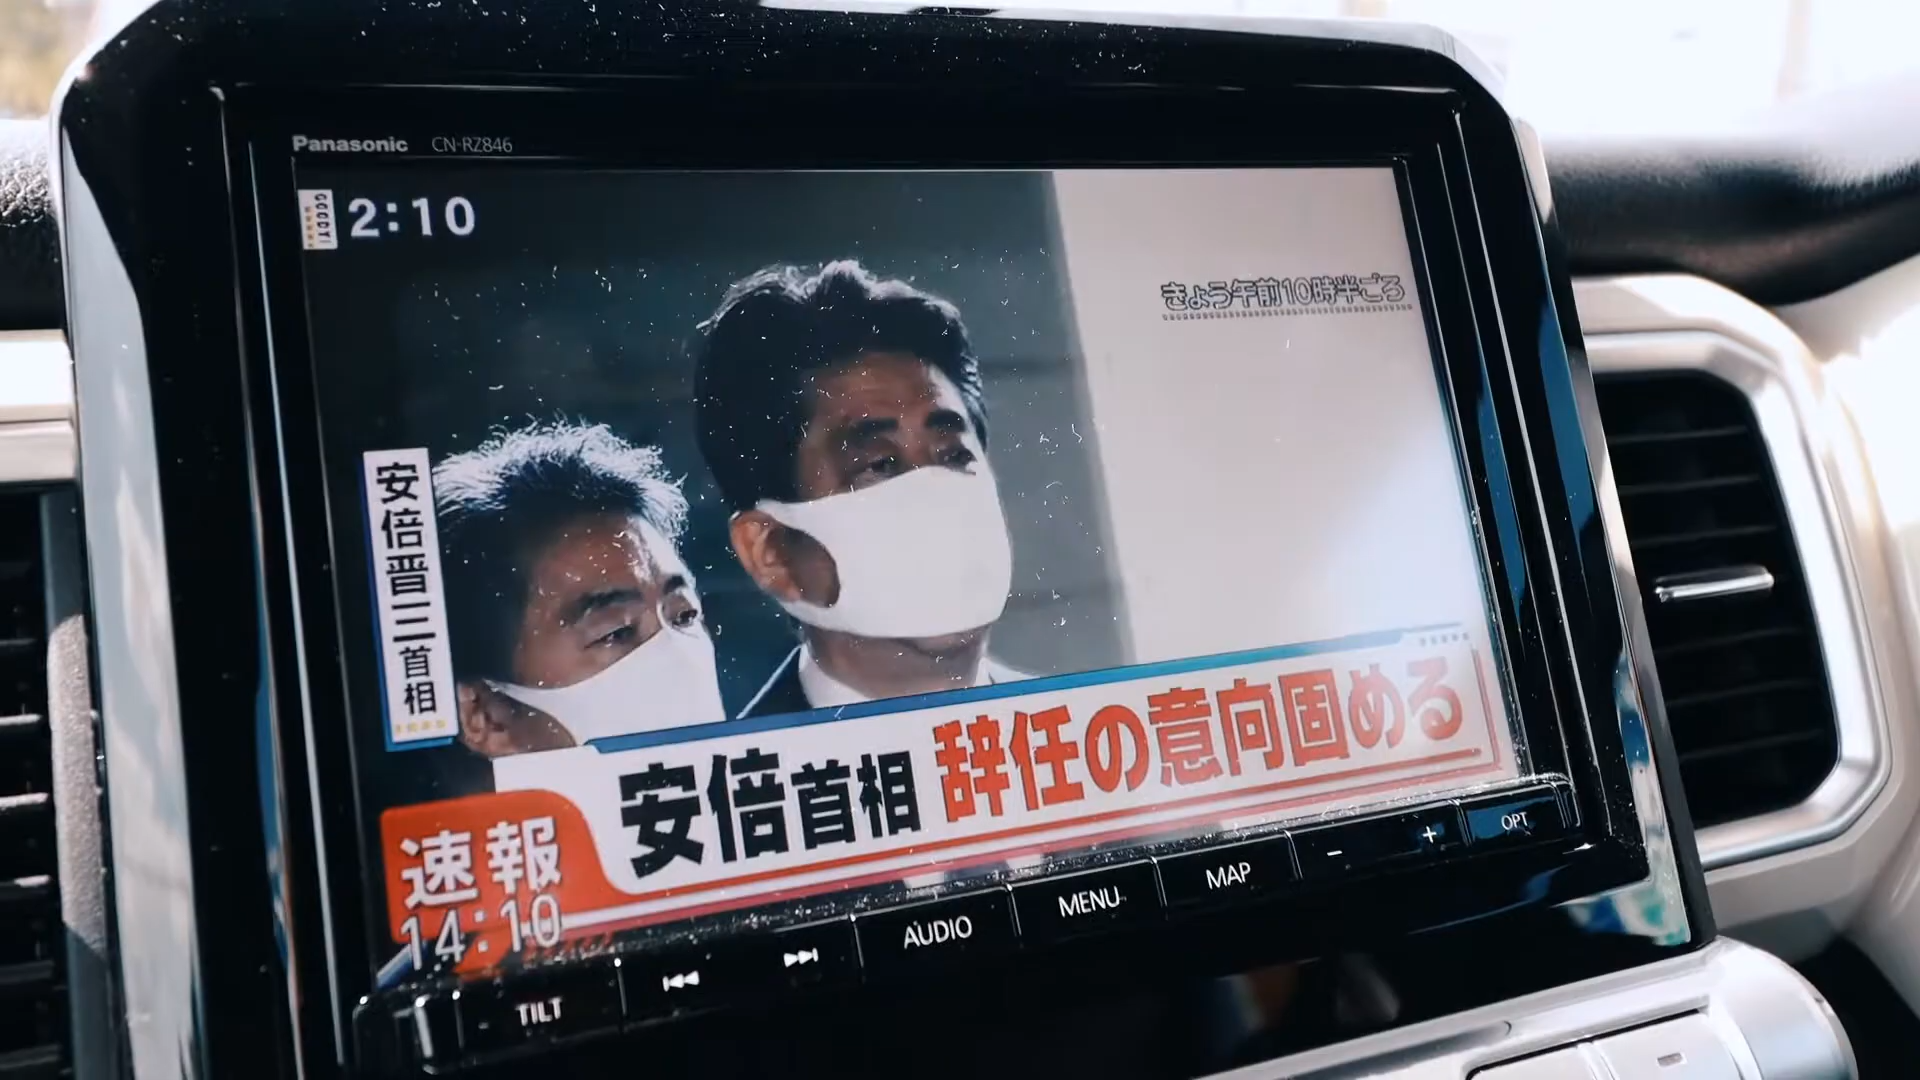 Panasonic CN-RZ846
GOODY!
2:10
きょう午前10時半ごろ
安倍晋三首相
安倍首相 辞任の意向固める
速報
14:10
TILT
AUDIO
MENU
MAP
- +
OPT